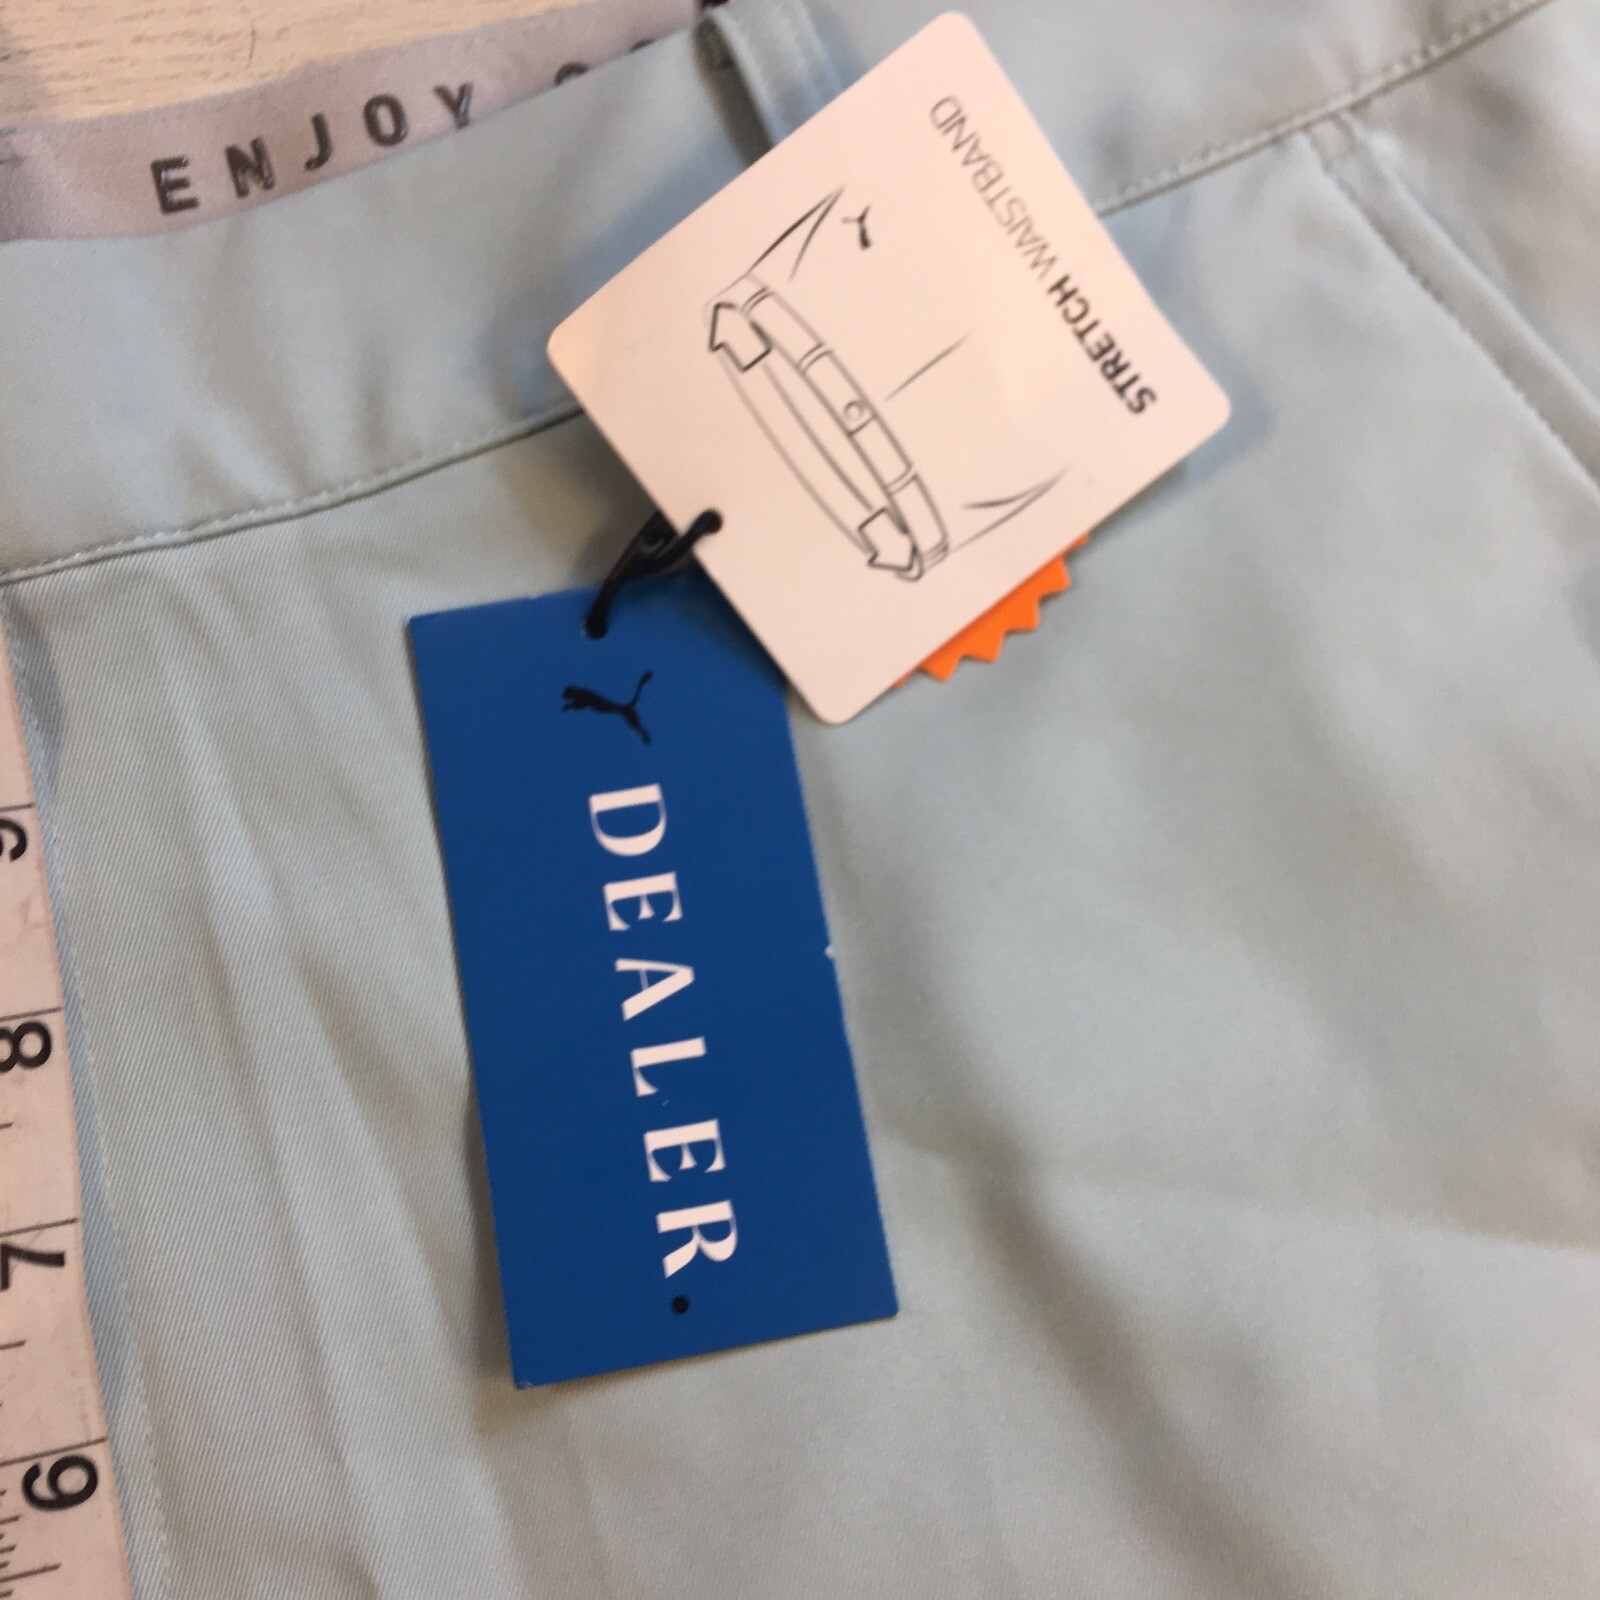 ENJOY
STRETCH WAISTBAND
DEALER.
6
8
7
9